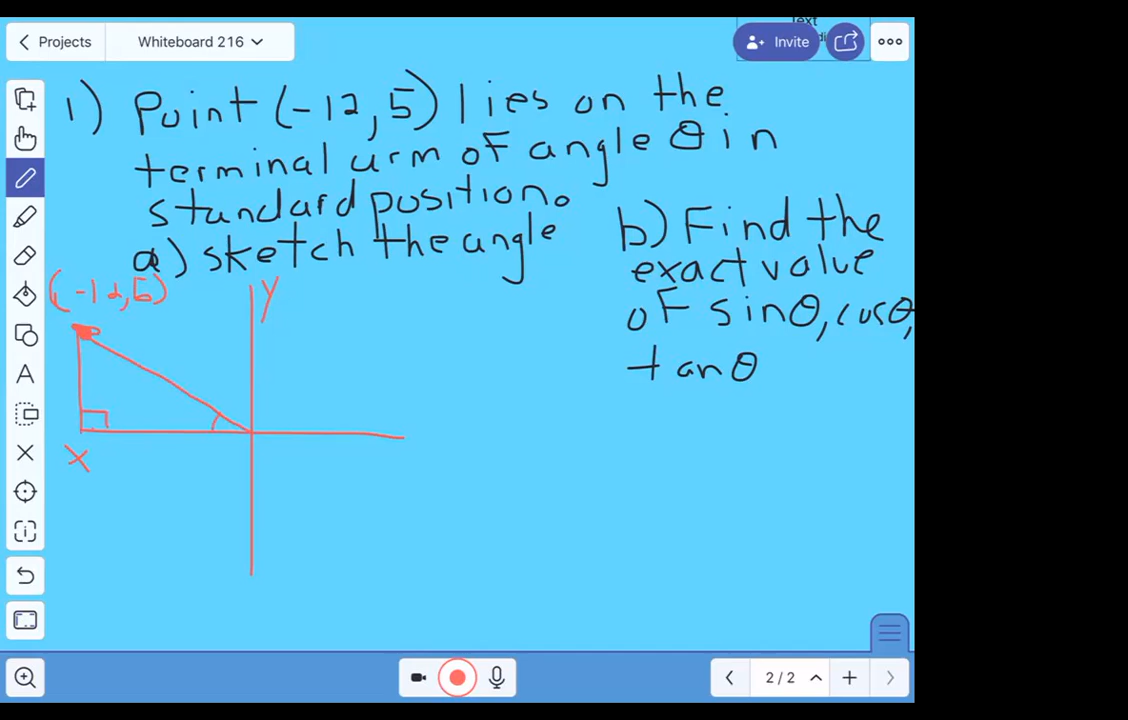 Text
Projects
Whiteboard 216
Invite
1) Point (-12,5) lies on the
terminal arm of angle θ in
standard position.
a) sketch the angle
b) Find the
exact value
of sinθ, cosθ,
tanθ
(-12,5)
y
x
A
2 / 2